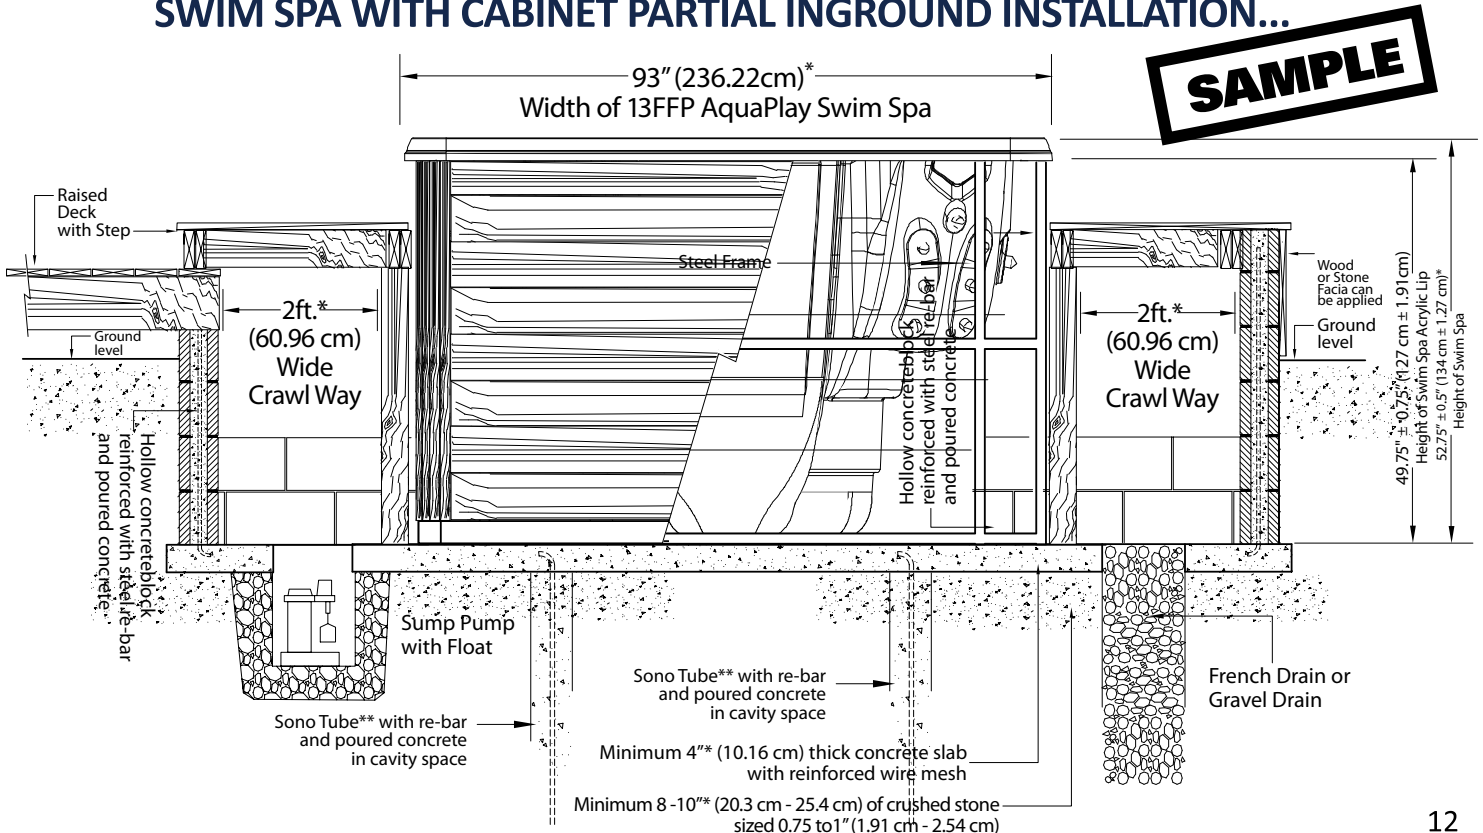 SWIM SPA WITH CABINET PARTIAL INGROUND INSTALLATION...
SAMPLE
93” (236.22cm)*
Width of 13FFP AquaPlay Swim Spa
Raised
Deck
with Step
Ground
level
2ft.*
(60.96 cm)
Wide
Crawl Way
Steel Frame
Hollow concreteblock
reinforced with steel re-bar
and poured concrete
2ft.*
(60.96 cm)
Wide
Crawl Way
Wood
or Stone
Facia can
be applied
Ground
level
49.75" ± 0.75" (127 cm ± 1.91cm)
Height of Swim Spa Acrylic Lip
52.75" ± 0.5" (134 cm ± 1.27 cm)*
Height of Swim Spa
Hollow concreteblock
reinforced with steel re-bar
and poured concrete
Sump Pump
with Float
Sono Tube** with re-bar
and poured concrete
in cavity space
Sono Tube** with re-bar
and poured concrete
in cavity space
French Drain or
Gravel Drain
Minimum 4”* (10.16 cm) thick concrete slab
with reinforced wire mesh
Minimum 8 -10”* (20.3 cm - 25.4 cm) of crushed stone
sized 0.75 to1” (1.91 cm - 2.54 cm)
12